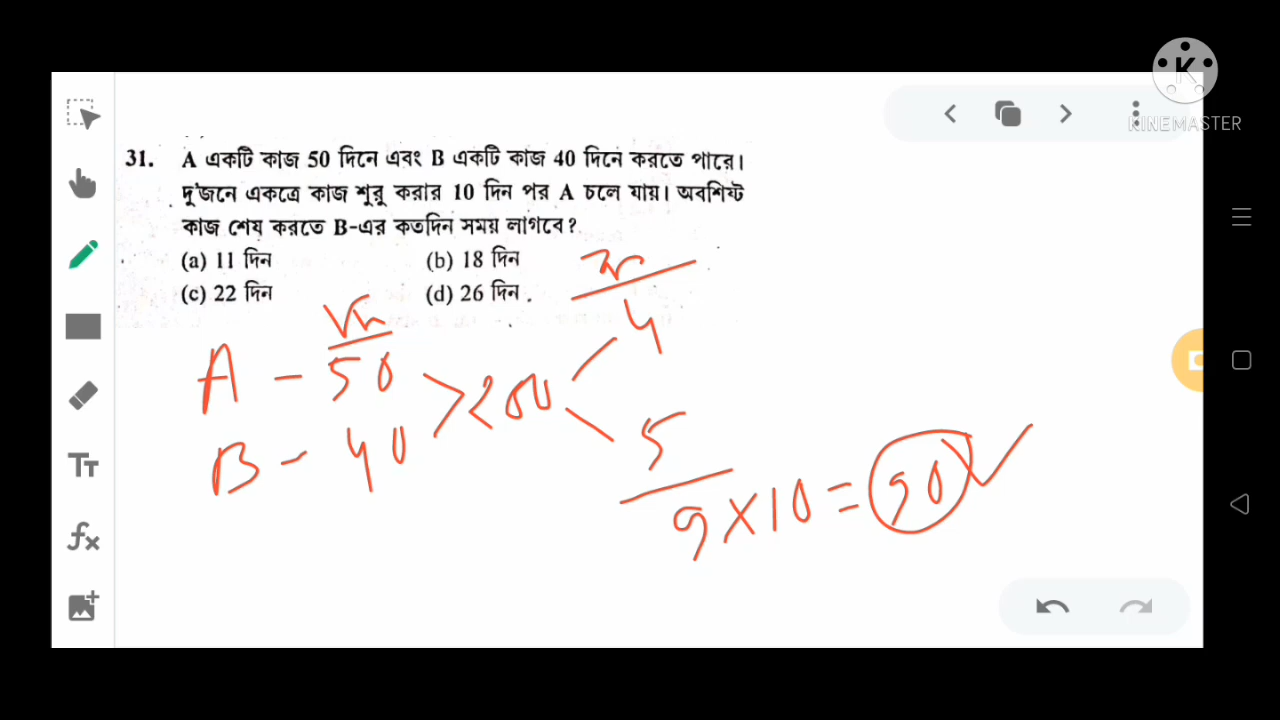 KINEMASTER
31. A একটি কাজ 50 দিনে এবং B একটি কাজ 40 দিনে করতে পারে।
দু'জনে একত্রে কাজ শুরু করার 10 দিন পর A চলে যায়। অবশিষ্ট
কাজ শেষ করতে B-এর কতদিন সময় লাগবে?
(a) 11 দিন (b) 18 দিন
(c) 22 দিন (d) 26 দিন
A - 50 > 200 < 4
B - 40
5
9 × 10 = 90